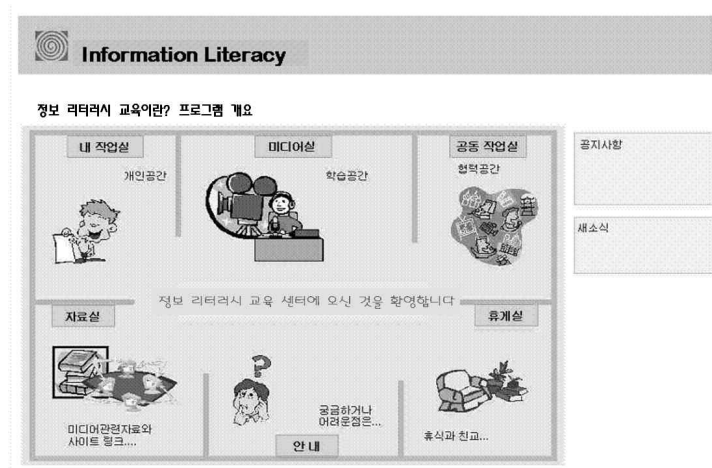 Information Literacy
정보 리터러시 교육이란? 프로그램 개요
내 작업실
미디어실
공동 작업실
개인공간
학습공간
협력공간
공지사항
새소식
정보 리터러시 교육 센터에 오신 것을 환영합니다
자료실
휴게실
궁금하거나
어려운점은...
미디어관련자료와
사이트 링크....
안 내
휴식과 친교...